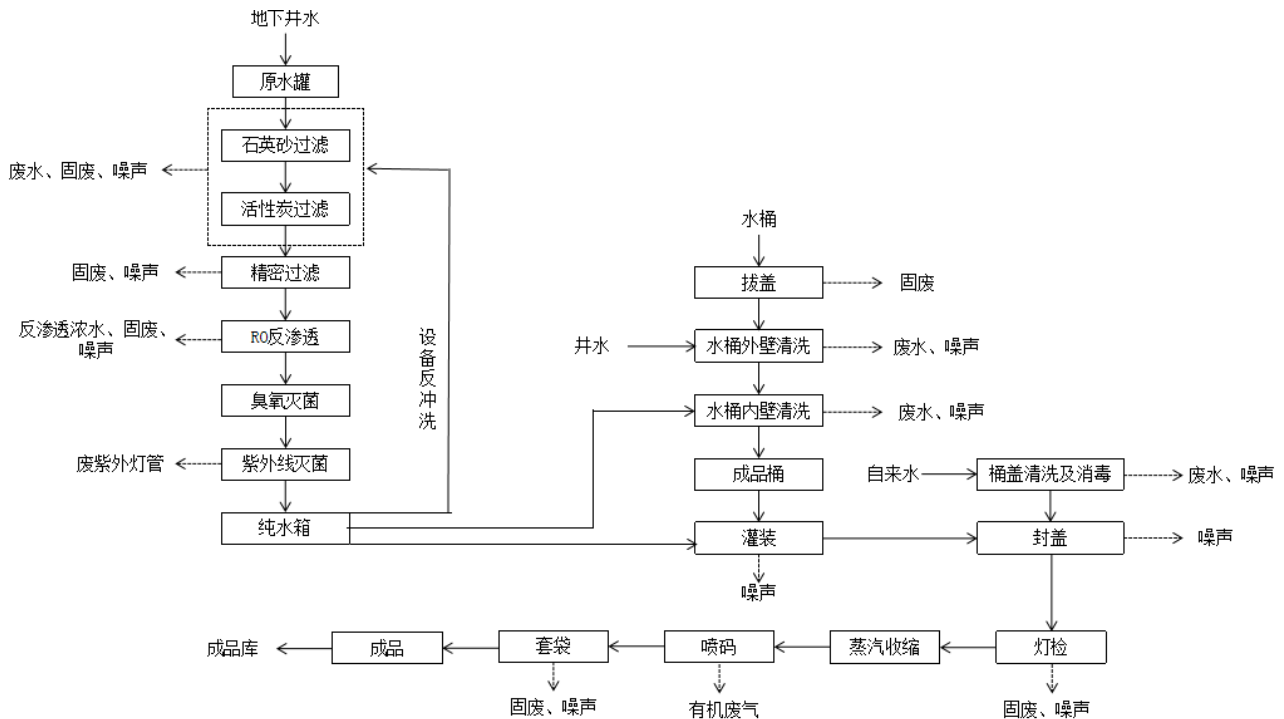 地下井水
原水罐
石英砂过滤
废水、固废、噪声
活性炭过滤
精密过滤
固废、噪声
RO反渗透
反渗透浓水、固废、
噪声
臭氧灭菌
紫外线灭菌
废紫外灯管
纯水箱
设备反冲洗
水桶
拔盖
固废
井水
水桶外壁清洗
废水、噪声
水桶内壁清洗
废水、噪声
成品桶
自来水
桶盖清洗及消毒
废水、噪声
灌装
噪声
封盖
噪声
灯检
固废、噪声
蒸汽收缩
喷码
有机废气
套袋
固废、噪声
成品
成品库